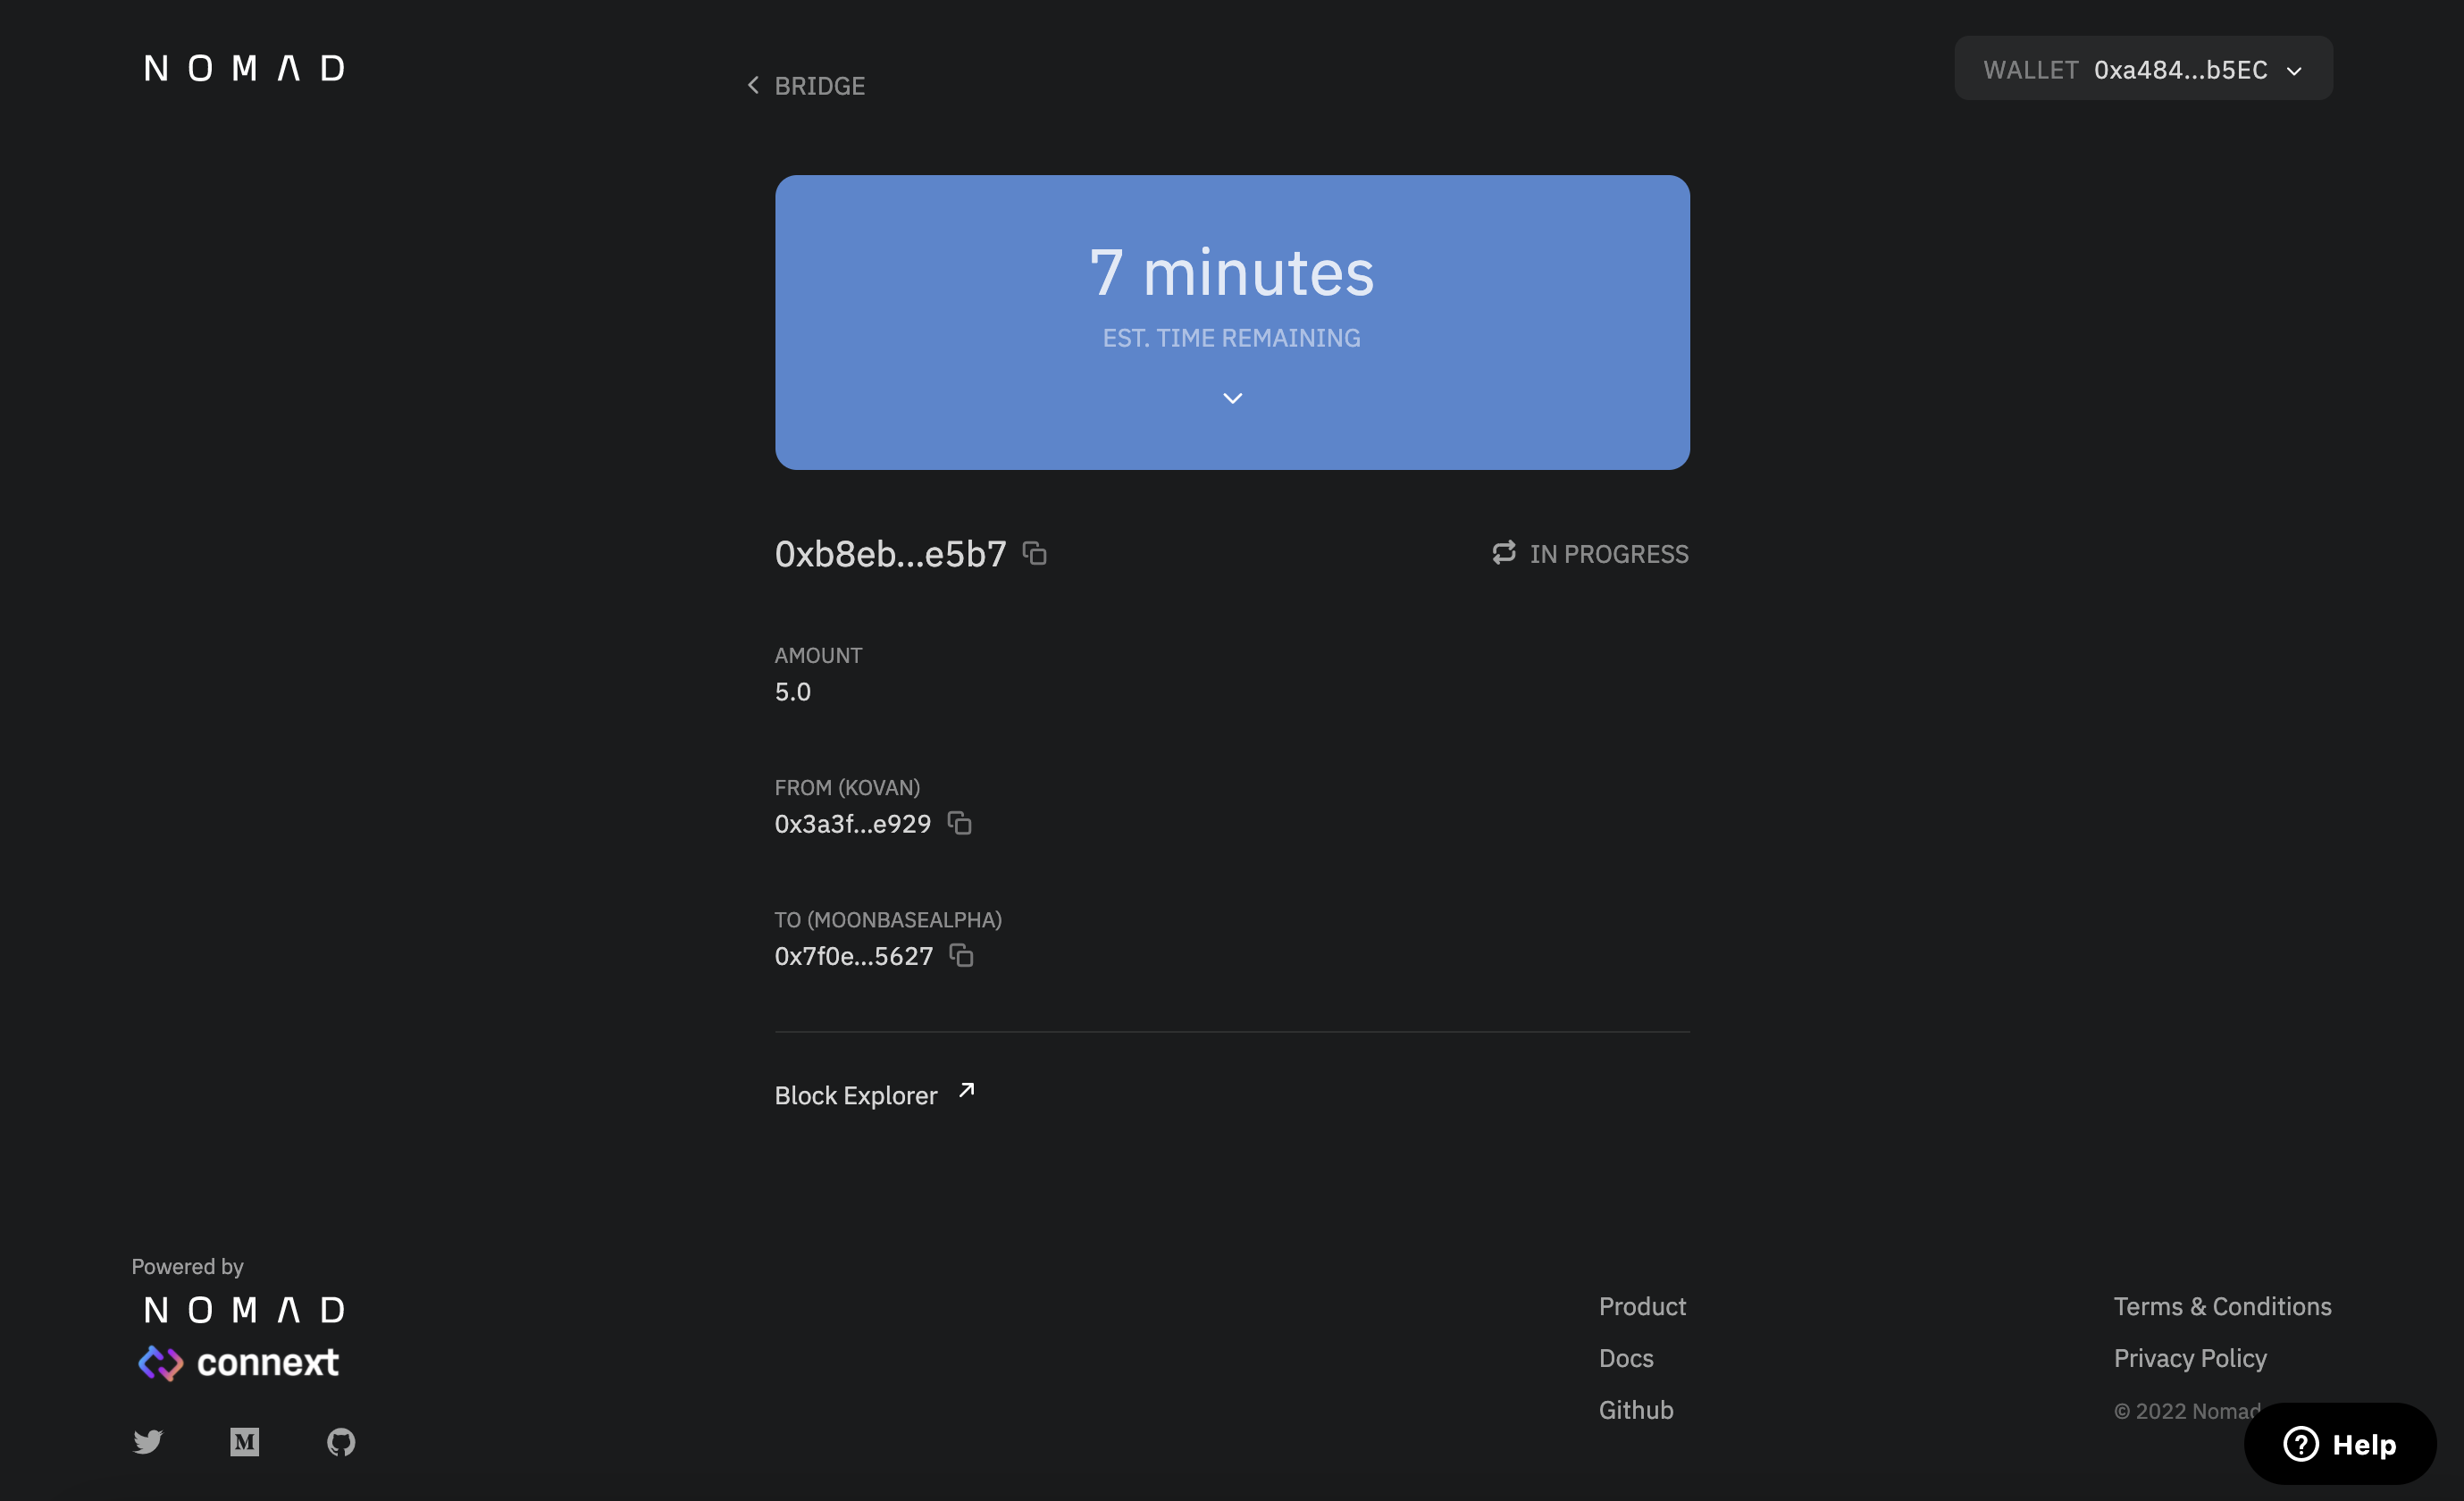 NOMAD
BRIDGE
WALLET 0xa484...b5EC
7 minutes
EST. TIME REMAINING
0xb8eb...e5b7
IN PROGRESS
AMOUNT
5.0
FROM (KOVAN)
0x3a3f...e929
TO (MOONBASEALPHA)
0x7f0e...5627
Block Explorer
Powered by
NOMAD
connext
M
Product
Docs
Github
Terms & Conditions
Privacy Policy
© 2022 Nomad
? Help